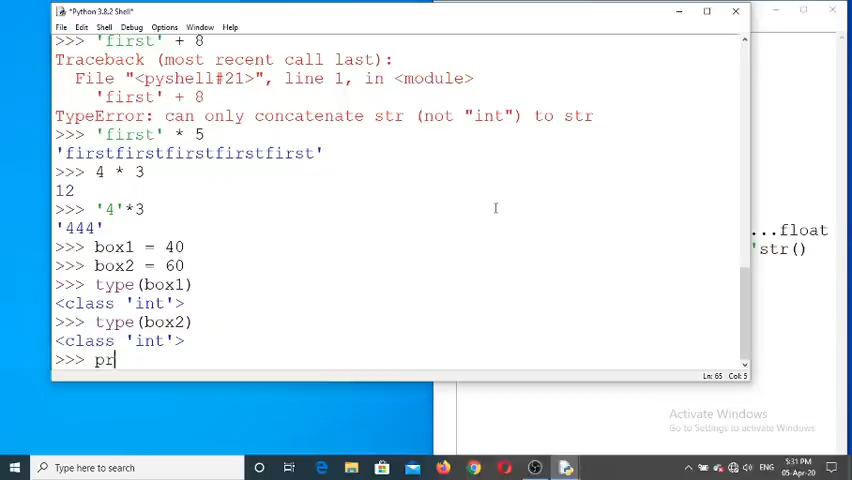 *Python 3.8.2 Shell*
File Edit Shell Debug Options Window Help
>>> 'first' + 8
Traceback (most recent call last):
  File "<pyshell#21>", line 1, in <module>
    'first' + 8
TypeError: can only concatenate str (not "int") to str
>>> 'first' * 5
'firstfirstfirstfirstfirst'
>>> 4 * 3
12
>>> '4'*3
'444'
>>> box1 = 40
>>> box2 = 60
>>> type(box1)
<class 'int'>
>>> type(box2)
<class 'int'>
>>> pr
Ln: 65 Col: 5
...float
'str()
Activate Windows
Go to Settings to activate Windows.
Type here to search
ENG
5:31 PM
05-Apr-20